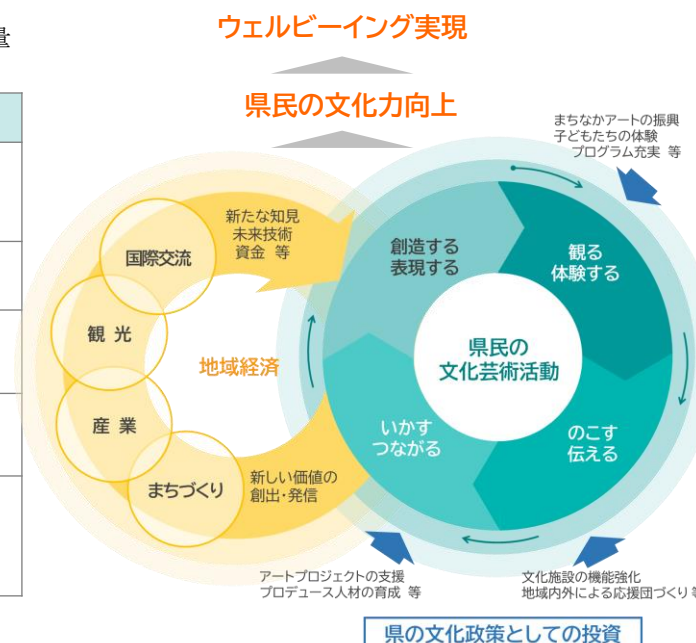 量
ウェルビーイング実現
県民の文化力向上
まちなかアートの振興
子どもたちの体験
プログラム充実 等
新たな知見
未来技術
資金 等
創造する
表現する
観る
体験する
国際交流
観 光
地域経済
県民の
文化芸術活動
産 業
いかす
つながる
のこす
伝える
まちづくり
新しい価値の
創出・発信
アートプロジェクトの支援
プロデュース人材の育成 等
文化施設の機能強化
地域内外による応援団づくり 等
県の文化政策としての投資